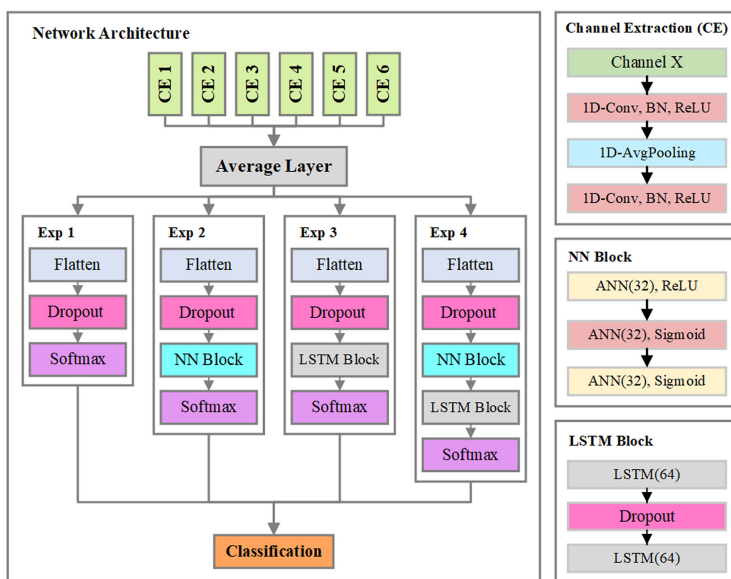 Network Architecture
CE 1
CE 2
CE 3
CE 4
CE 5
CE 6
Average Layer
Exp 1
Flatten
Dropout
Softmax
Exp 2
Flatten
Dropout
NN Block
Softmax
Exp 3
Flatten
Dropout
LSTM Block
Softmax
Exp 4
Flatten
Dropout
NN Block
LSTM Block
Softmax
Classification
Channel Extraction (CE)
Channel X
1D-Conv, BN, ReLU
1D-AvgPooling
1D-Conv, BN, ReLU
NN Block
ANN(32), ReLU
ANN(32), Sigmoid
ANN(32), Sigmoid
LSTM Block
LSTM(64)
Dropout
LSTM(64)